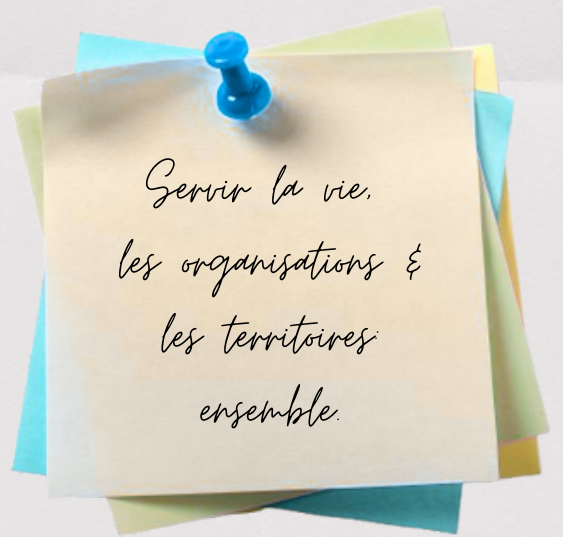 Servir la vie,
les organisations &
les territoires:
ensemble.